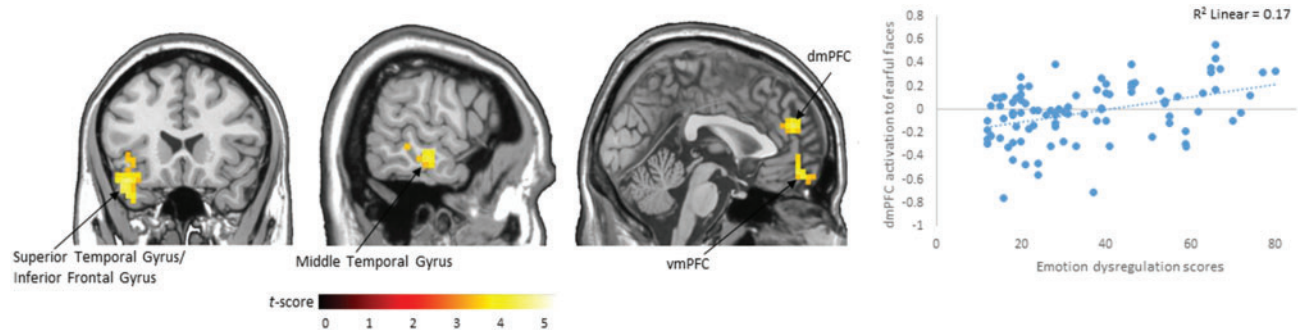 dmPFC
Superior Temporal Gyrus/
Inferior Frontal Gyrus
Middle Temporal Gyrus
vmPFC
t-score
0 1 2 3 4 5
R² Linear = 0.17
dmPFC activation to fearful faces
0.8
0.6
0.4
0.2
0
-0.2
-0.4
-0.6
-0.8
-1
0 20 40 60 80
Emotion dysregulation scores